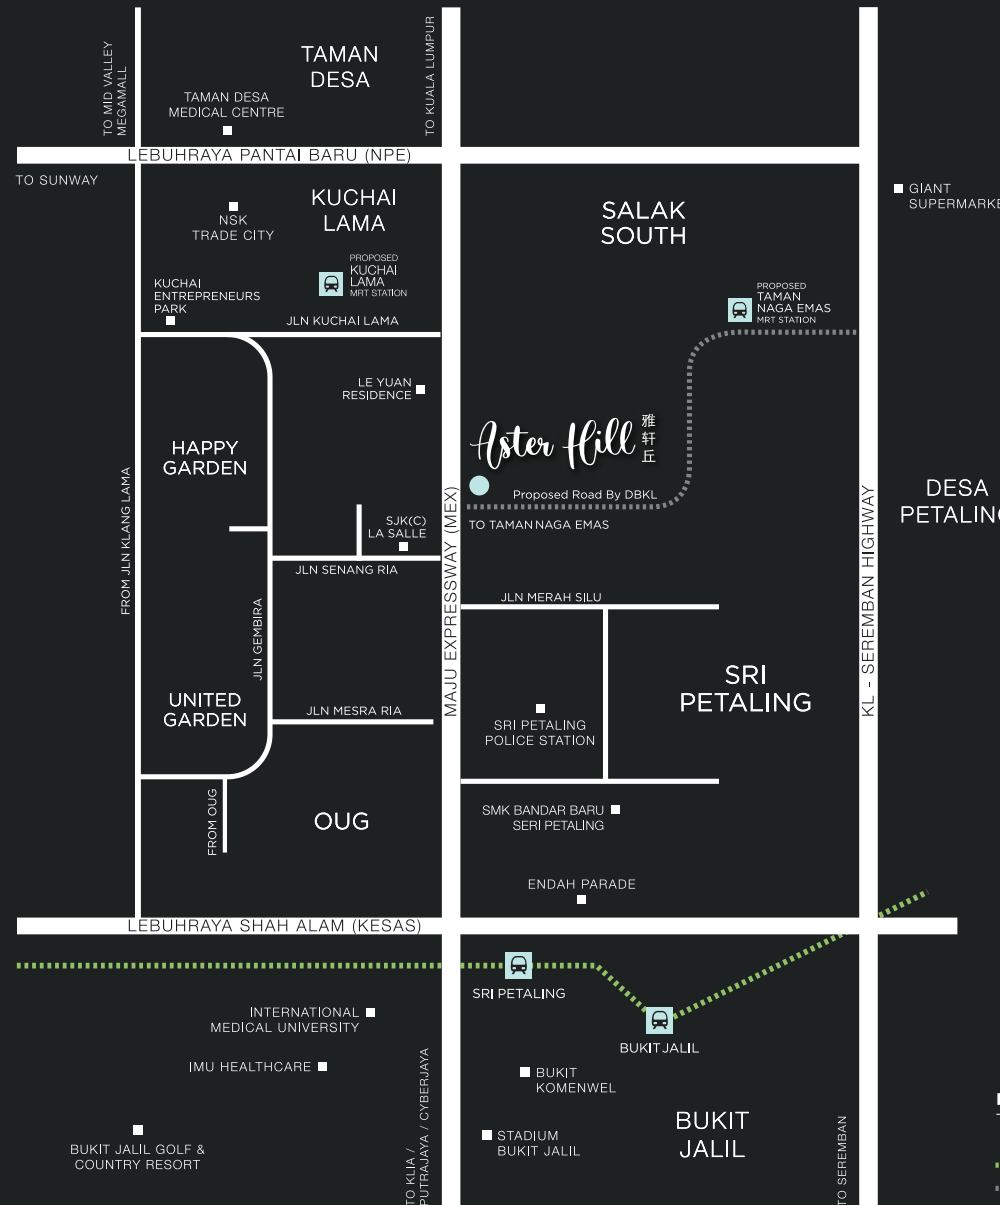 TO MID VALLEY
MEGAMALL
TAMAN
DESA
TAMAN DESA
MEDICAL CENTRE
TO KUALA LUMPUR
LEBUHRAYA PANTAI BARU (NPE)
TO SUNWAY
NSK
TRADE CITY
KUCHAI
LAMA
SALAK
SOUTH
GIANT
SUPERMARKE
PROPOSED
KUCHAI
LAMA
MRT STATION
KUCHAI
ENTREPRENEURS
PARK
JLN KUCHAI LAMA
PROPOSED
TAMAN
NAGA EMAS
MRT STATION
LE YUAN
RESIDENCE
Aster Hill
雅轩丘
HAPPY
GARDEN
FROM JLN KLANG LAMA
Proposed Road By DBKL
TO TAMAN NAGA EMAS
SJK(C)
LA SALLE
JLN SENANG RIA
MAJU EXPRESSWAY (MEX)
KL - SEREMBAN HIGHWAY
DESA
PETALING
JLN GEMBIRA
JLN MERAH SILU
UNITED
GARDEN
JLN MESRA RIA
SRI
PETALING
SRI PETALING
POLICE STATION
FROM OUG
OUG
SMK BANDAR BARU
SERI PETALING
ENDAH PARADE
LEBUHRAYA SHAH ALAM (KESAS)
SRI PETALING
INTERNATIONAL
MEDICAL UNIVERSITY
BUKIT JALIL
IMU HEALTHCARE
BUKIT
KOMENWEL
BUKIT JALIL GOLF &
COUNTRY RESORT
TO KLIA /
PUTRAJAYA / CYBERJAYA
STADIUM
BUKIT JALIL
BUKIT
JALIL
TO SEREMBAN